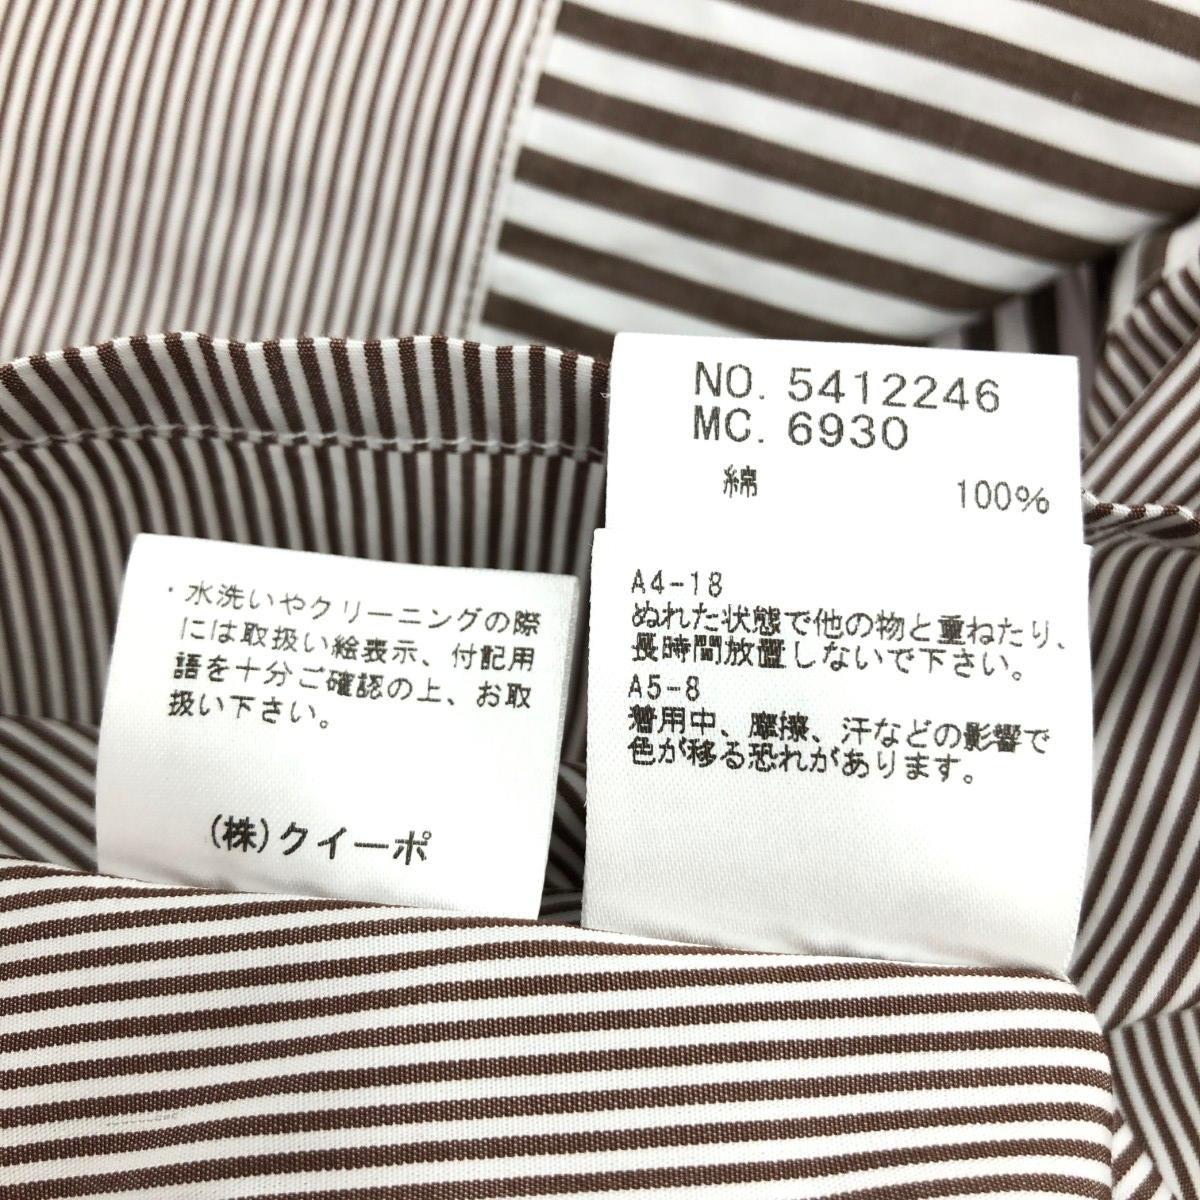 NO. 5412246
MC. 6930
綿 100%
A4-18
ぬれた状態で他の物と重ねたり、
長時間放置しないで下さい。
A5-8
着用中、摩擦、汗などの影響で
色が移る恐れがあります。
・水洗いやクリーニングの際
には取扱い絵表示、付記用
語を十分ご確認の上、お取
扱い下さい。
(株)クイーポ